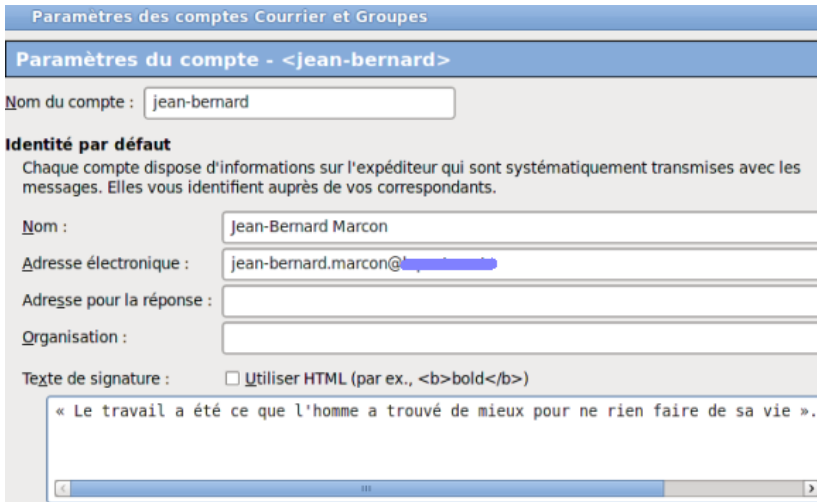 Paramètres des comptes Courrier et Groupes
Paramètres du compte - <jean-bernard>
Nom du compte : jean-bernard
Identité par défaut
Chaque compte dispose d'informations sur l'expéditeur qui sont systématiquement transmises avec les
messages. Elles vous identifient auprès de vos correspondants.
Nom : Jean-Bernard Marcon
Adresse électronique : jean-bernard.marcon@
Adresse pour la réponse :
Organisation :
Texte de signature : Utiliser HTML (par ex., <b>bold</b>)
« Le travail a été ce que l'homme a trouvé de mieux pour ne rien faire de sa vie ».